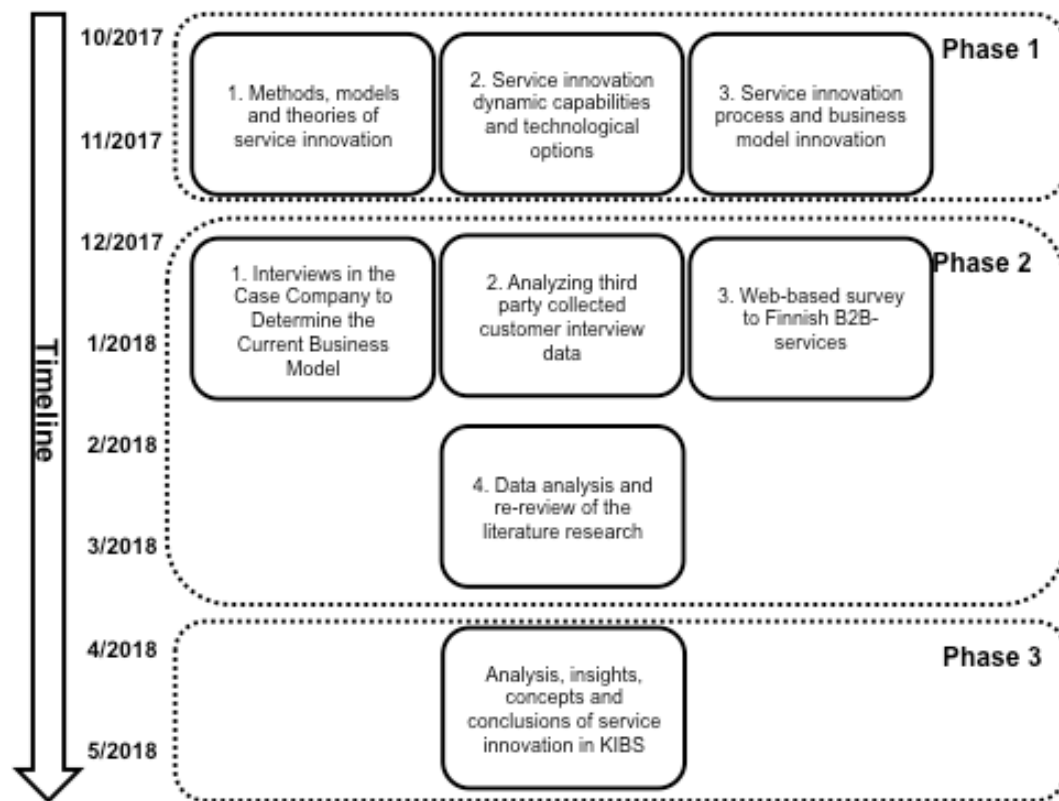 Timeline
10/2017
11/2017
12/2017
1/2018
2/2018
3/2018
4/2018
5/2018
Phase 1
1. Methods, models
and theories of
service innovation
2. Service innovation
dynamic capabilities
and technological
options
3. Service innovation
process and business
model innovation
Phase 2
1. Interviews in the
Case Company to
Determine the
Current Business
Model
2. Analyzing third
party collected
customer interview
data
3. Web-based survey
to Finnish B2B-
services
4. Data analysis and
re-review of the
literature research
Phase 3
Analysis, insights,
concepts and
conclusions of service
innovation in KIBS